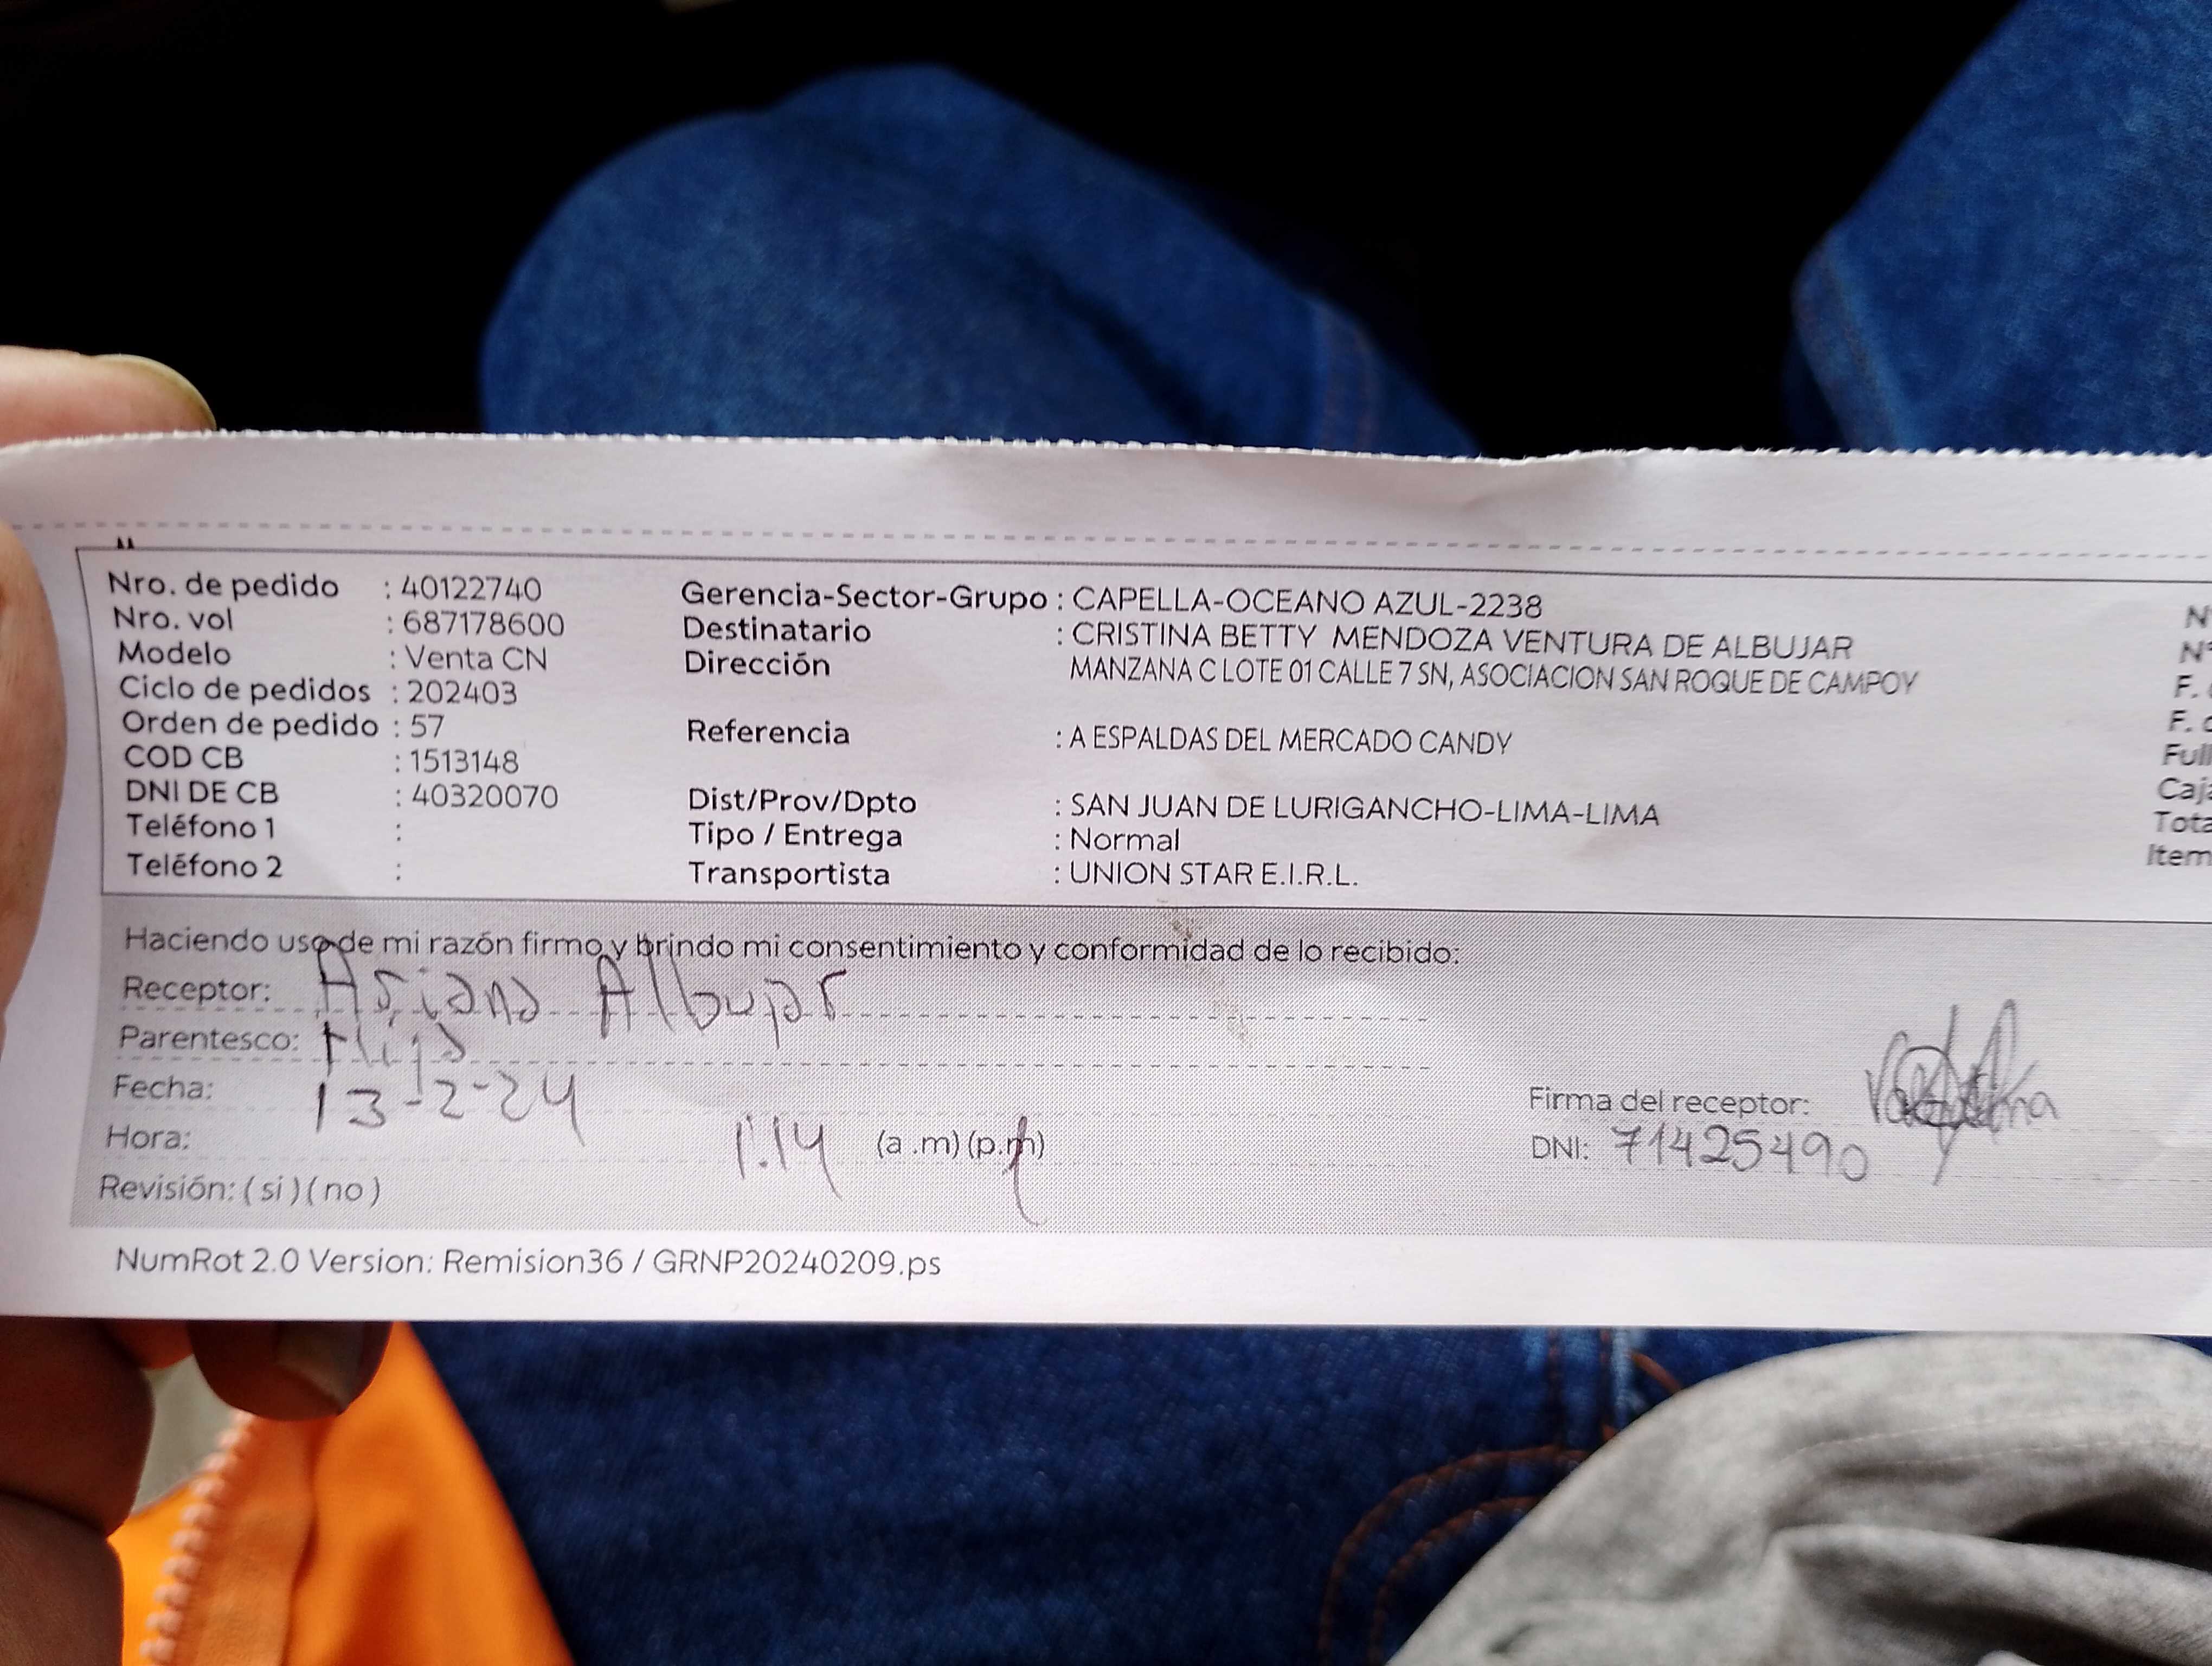 Nro. de pedido : 40122740
Nro. vol : 687178600
Modelo : Venta CN
Ciclo de pedidos : 202403
Orden de pedido : 57
COD CB : 1513148
DNI DE CB : 40320070
Teléfono 1 :
Teléfono 2 :
Gerencia-Sector-Grupo : CAPELLA-OCEANO AZUL-2238
Destinatario : CRISTINA BETTY MENDOZA VENTURA DE ALBUJAR
Dirección MANZANA C LOTE 01 CALLE 7 SN, ASOCIACION SAN ROQUE DE CAMPOY
Referencia : A ESPALDAS DEL MERCADO CANDY
Dist/Prov/Dpto : SAN JUAN DE LURIGANCHO-LIMA-LIMA
Tipo / Entrega : Normal
Transportista : UNION STAR E.I.R.L.
N°
F.
F.
Full
Item
Haciendo uso de mi razón firmo y brindo mi consentimiento y conformidad de lo recibido:
Receptor: Ariana Albujar
Parentesco: Hija
Fecha: 13-2-24
Hora: 1:14 (a .m) (p.m)
Revisión: ( si ) ( no )
Firma del receptor:
DNI: 71425490
NumRot 2.0 Version: Remision36 / GRNP20240209.ps